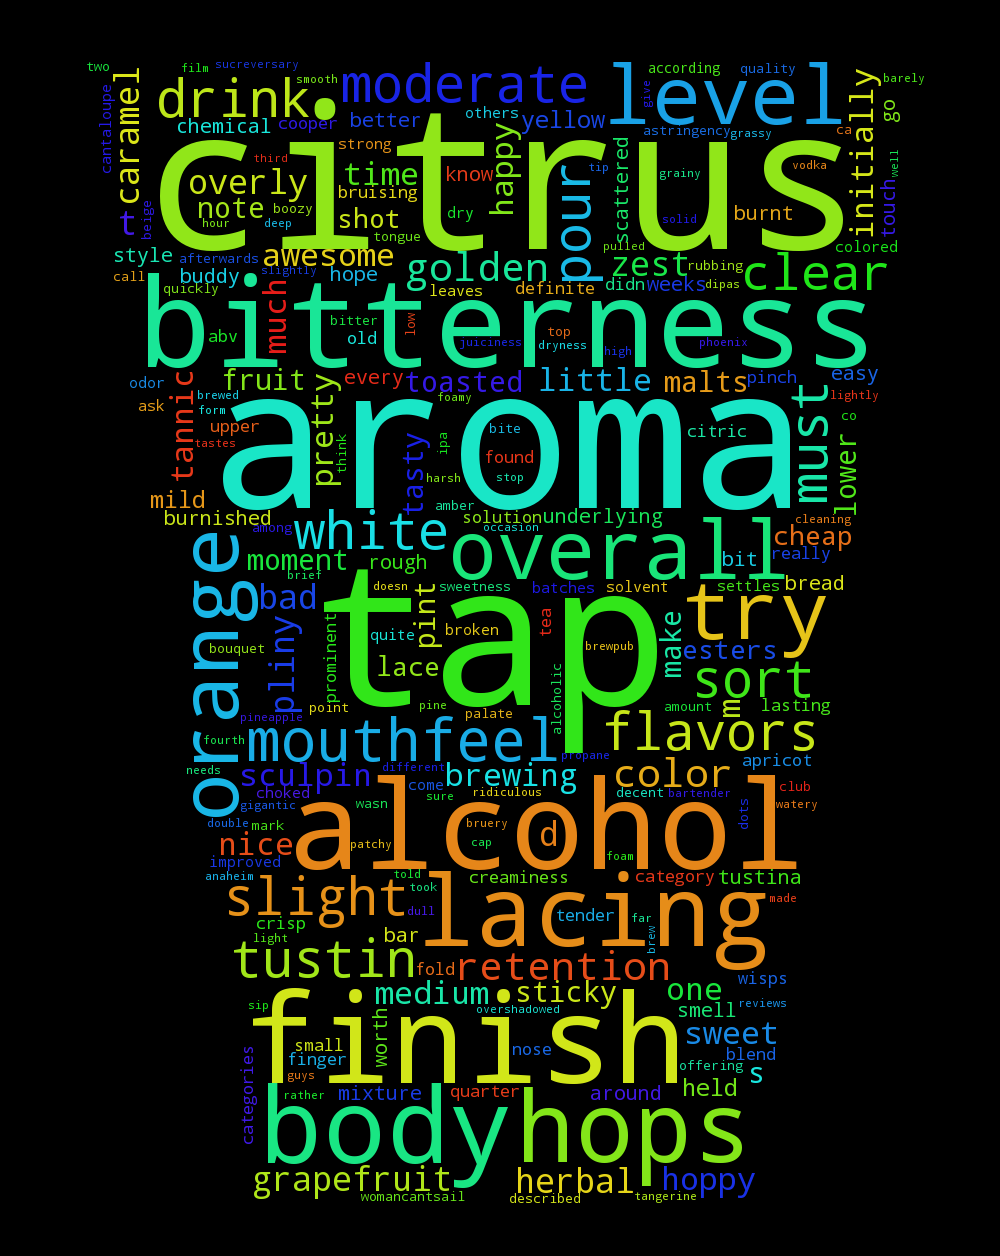 two film sucreversary smooth moderate level according quality barely
cantaloupe caramel drink. chemical cooper better others yellow give astringency grassy ca initially go
citrus
third strong overly time know happy pour tip scattered grainy vodka well touch
t beige note boozy hour deep bruising shot dry tongue solid burnt colored
style afterwards buddy slightly awesome hope golden zest pulled rubbing clear
call quickly much leaves definite didn weeks dipas
bitterness
abv bitter old low juiciness dryness top high phoenix
odor tannic brewed fruit every toasted little malts pinch easy
ask form upper tastes pretty think foamy lightly co
aroma
tasty ipa harsh bite found stop citric must lower
mild burnished among white amber solution occasion underlying cleaning cheap
orange moment brief rough overall bit really
bad doesn sweetness batches solvent settles bread
tap
pliny bouquet prominent quite pint broken tea brewpub try make esters
lace alcoholic sort m
pineapple point pine palate amount lasting
fourth mouthfeel propane flavors apricot
needs sculpin different brewing color
choked come sure ridiculous decent bartender club
gigantic wasn dots watery
alcohol
double mark bruery d
nice patchy cap foam
improved anaheim told took creaminess category tustina
slight dull lacing tender far made
crisp light bar brew
tustin fold retention wisps
medium sticky one
sip overshadowed smell reviews
finish
worth small finger nose sweet blend
categories guys offering s
rather mixture quarter around held
body hops
grapefruit herbal hoppy
womancantsail described tangerine